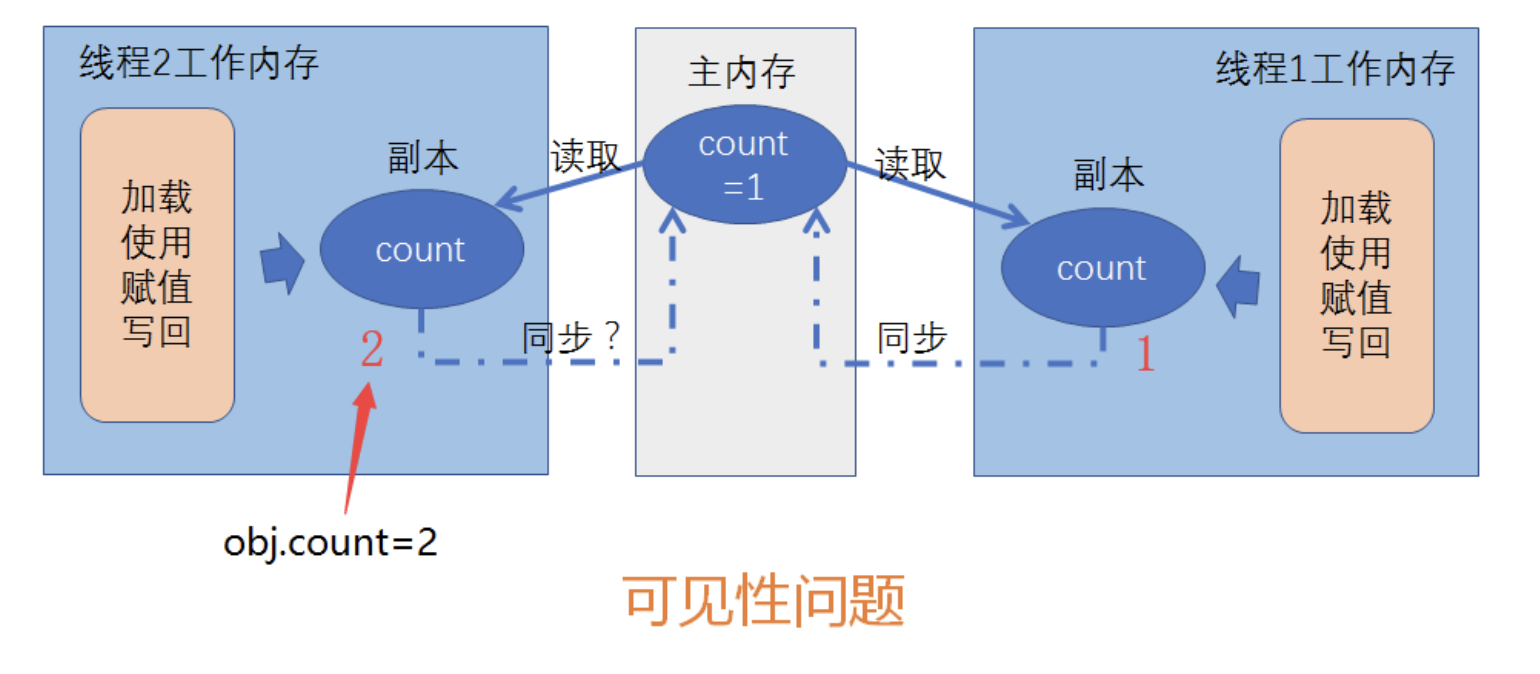 线程2工作内存
加载
使用
赋值
写回
副本
count
2
obj.count=2
读取
同步？
主内存
count
=1
读取
同步
线程1工作内存
副本
count
1
加载
使用
赋值
写回
可见性问题